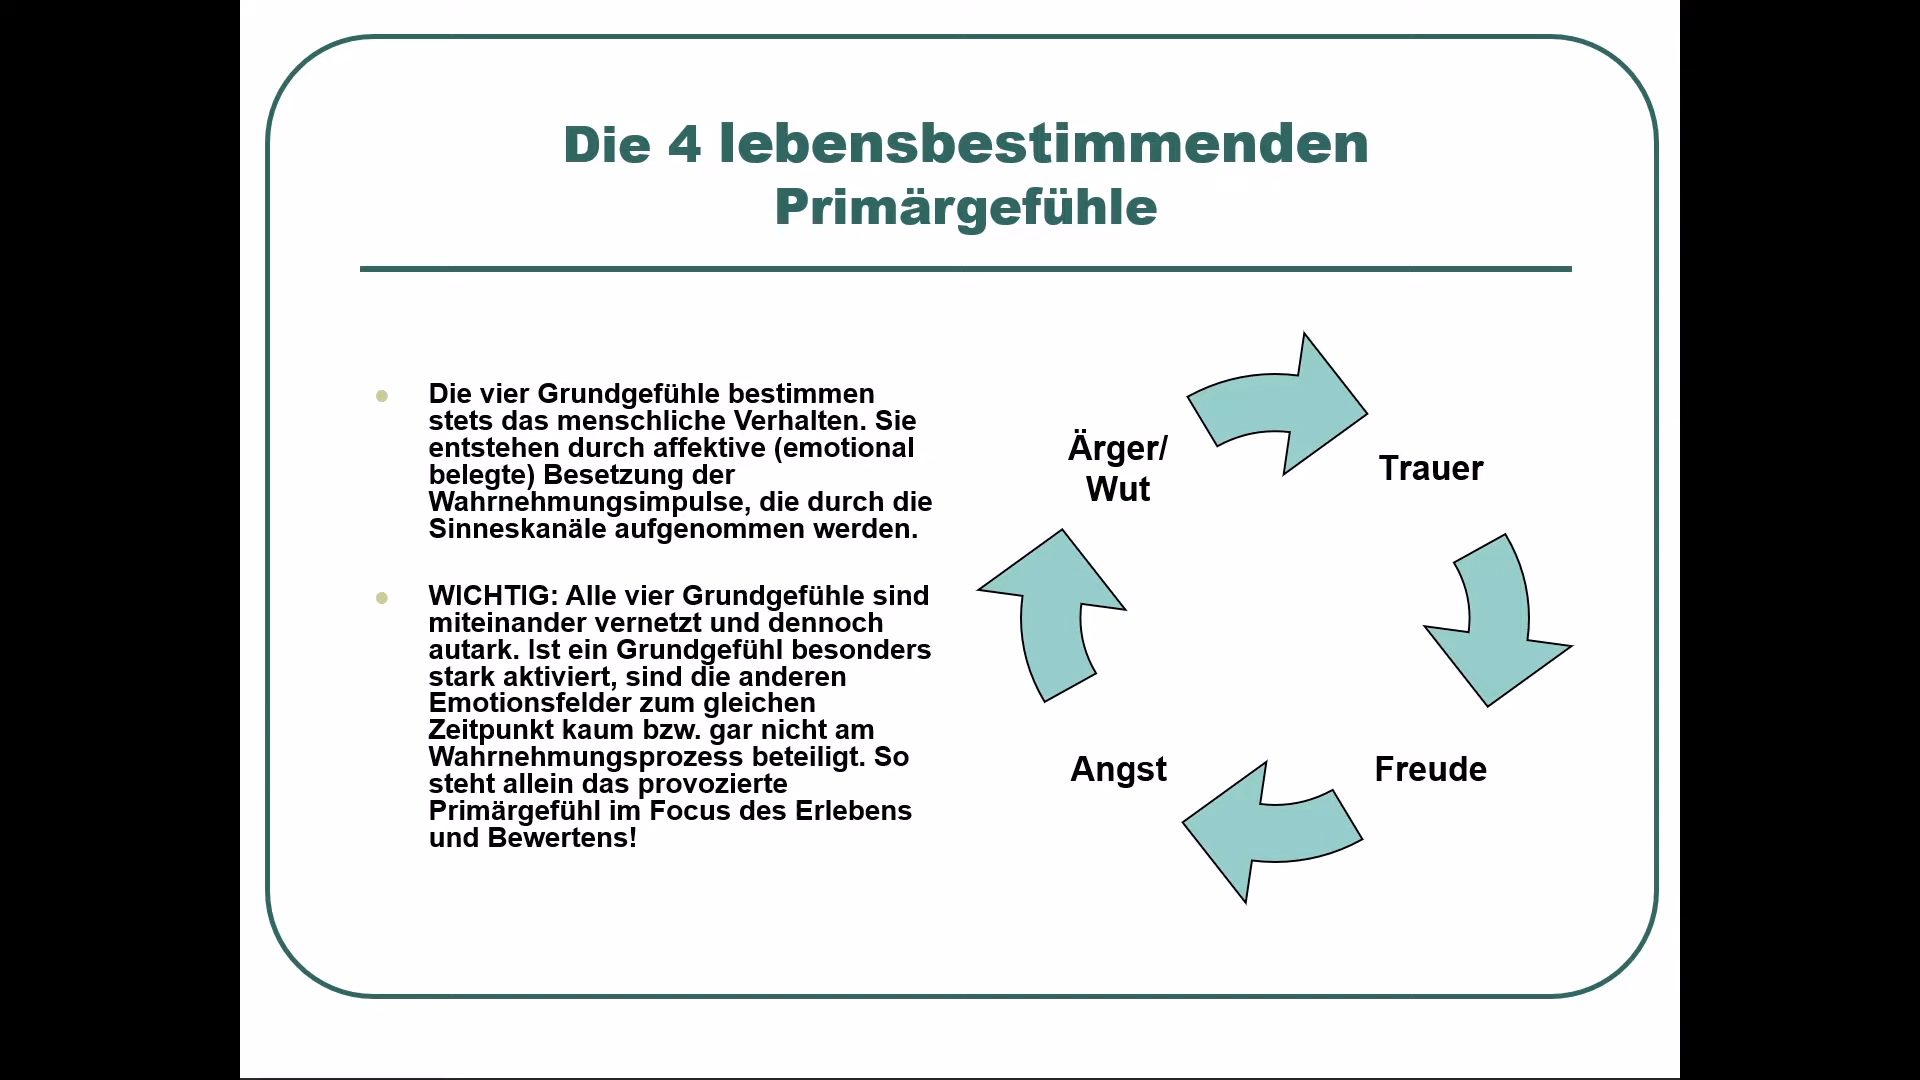 Die 4 lebensbestimmenden
Primärgefühle
Die vier Grundgefühle bestimmen
stets das menschliche Verhalten. Sie
entstehen durch affektive (emotional
belegte) Besetzung der
Wahrnehmungsimpulse, die durch die
Sinneskanäle aufgenommen werden.
WICHTIG: Alle vier Grundgefühle sind
miteinander vernetzt und dennoch
autark. Ist ein Grundgefühl besonders
stark aktiviert, sind die anderen
Emotionsfelder zum gleichen
Zeitpunkt kaum bzw. gar nicht am
Wahrnehmungsprozess beteiligt. So
steht allein das provozierte
Primärgefühl im Focus des Erlebens
und Bewertens!
Ärger/
Wut
Trauer
Angst
Freude